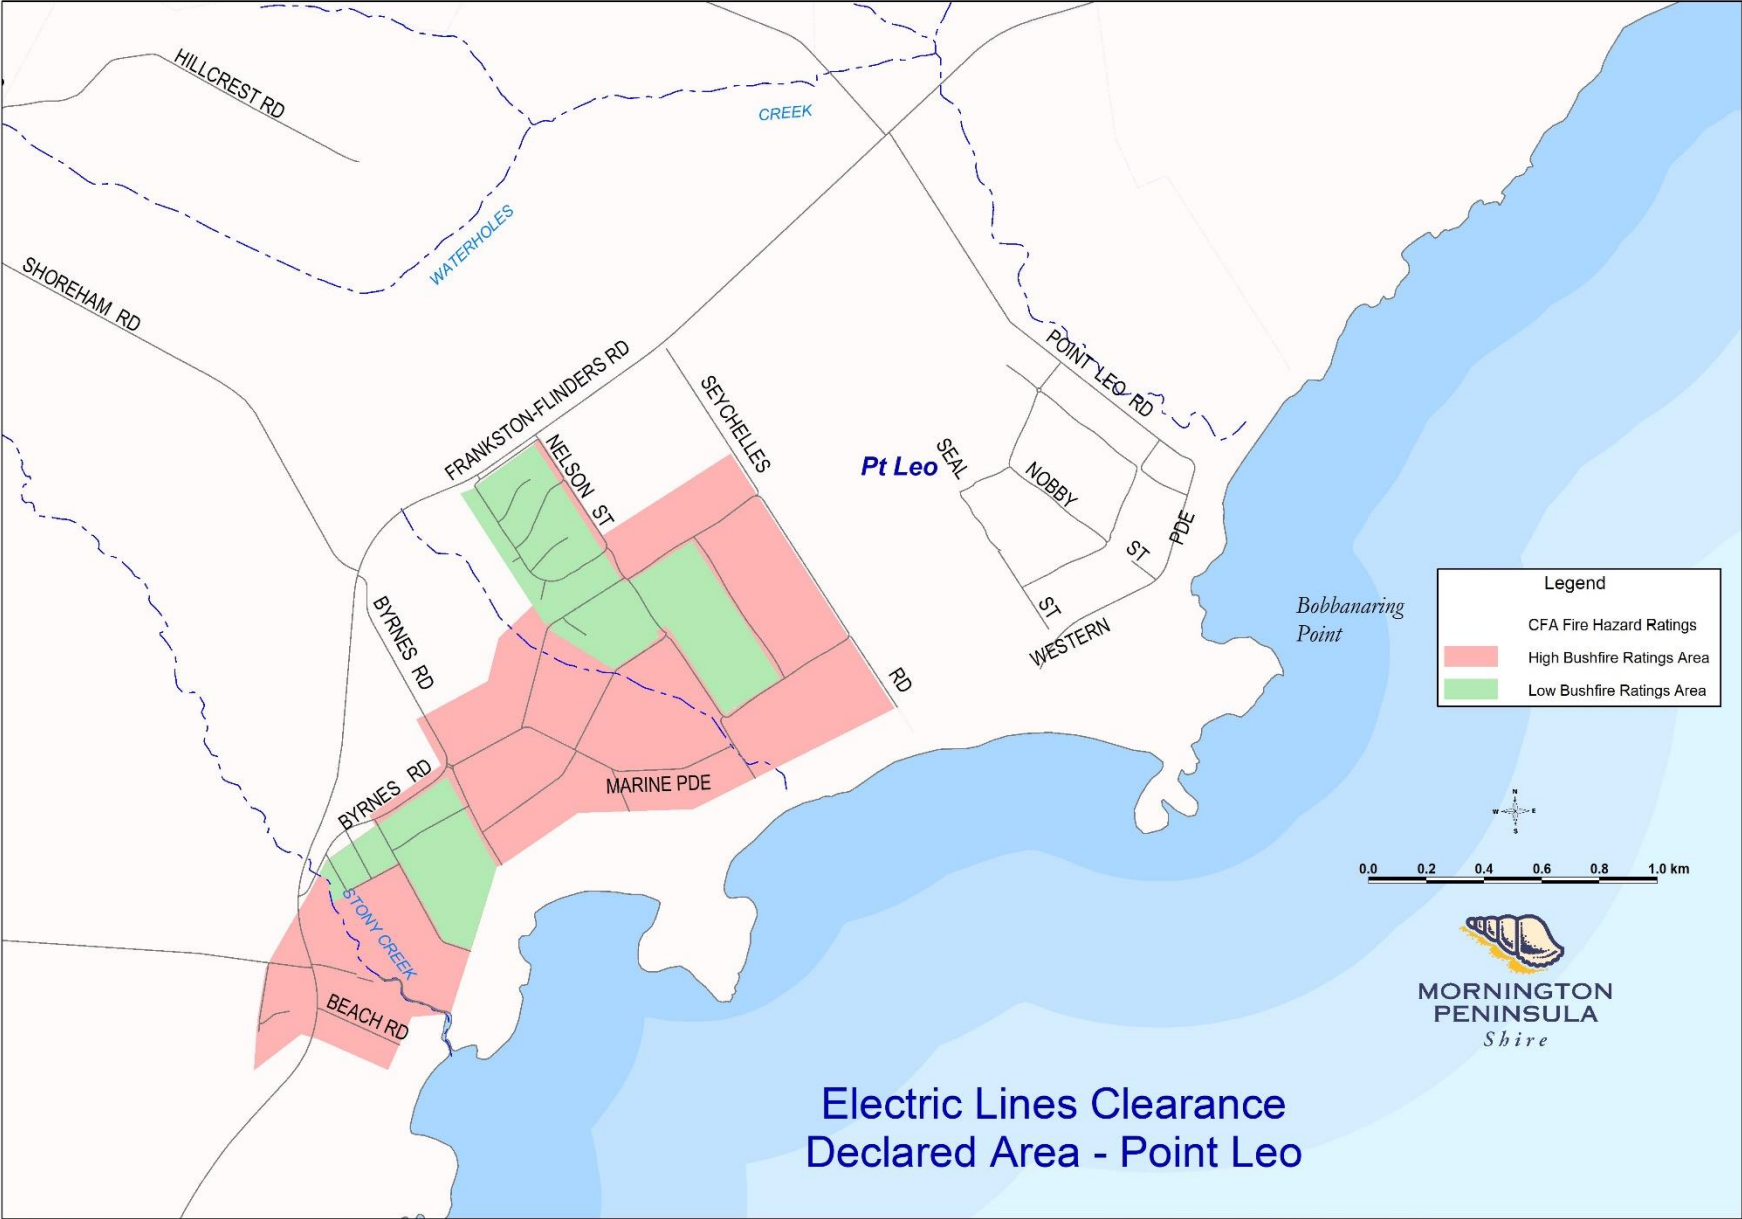 HILLCREST RD
CREEK
WATERHOLES
SHOREHAM RD
FRANKSTON-FLINDERS RD
POINT LEO RD
SEYCHELLES
NELSON ST
Pt Leo
SEAL
NOBBY
PDE
ST
ST
WESTERN
RD
BYRNES RD
BYRNES RD
MARINE PDE
STONY CREEK
BEACH RD
Bobbanaring
Point
Legend
CFA Fire Hazard Ratings
High Bushfire Ratings Area
Low Bushfire Ratings Area
N
W E
S
0.0 0.2 0.4 0.6 0.8 1.0 km
MORNINGTON
PENINSULA
Shire
Electric Lines Clearance
Declared Area - Point Leo